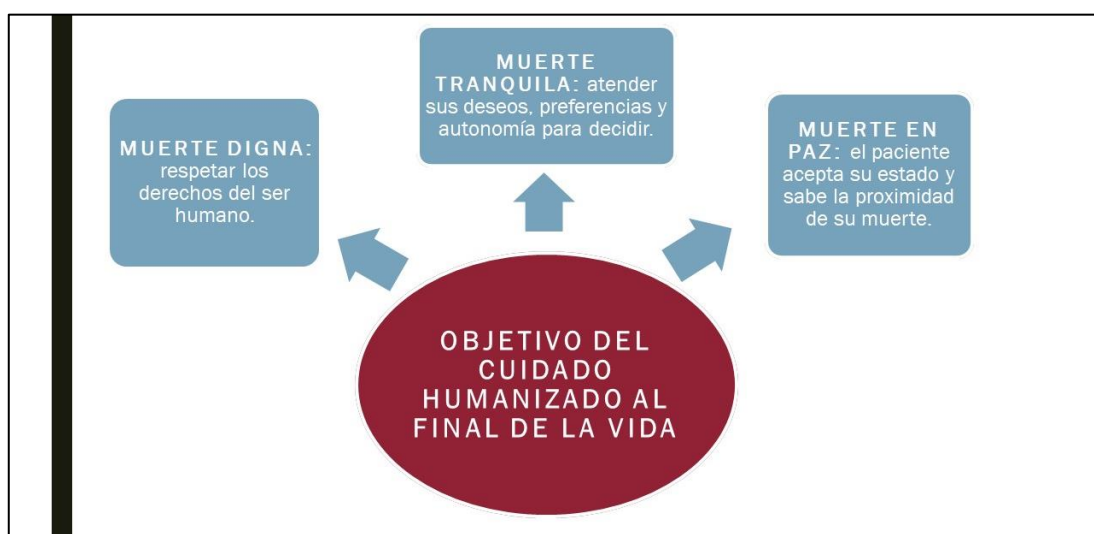 MUERTE DIGNA:
respetar los
derechos del ser
humano.
MUERTE
TRANQUILA: atender
sus deseos, preferencias y
autonomía para decidir.
MUERTE EN
PAZ: el paciente
acepta su estado y
sabe la proximidad
de su muerte.
OBJETIVO DEL
CUIDADO
HUMANIZADO AL
FINAL DE LA VIDA